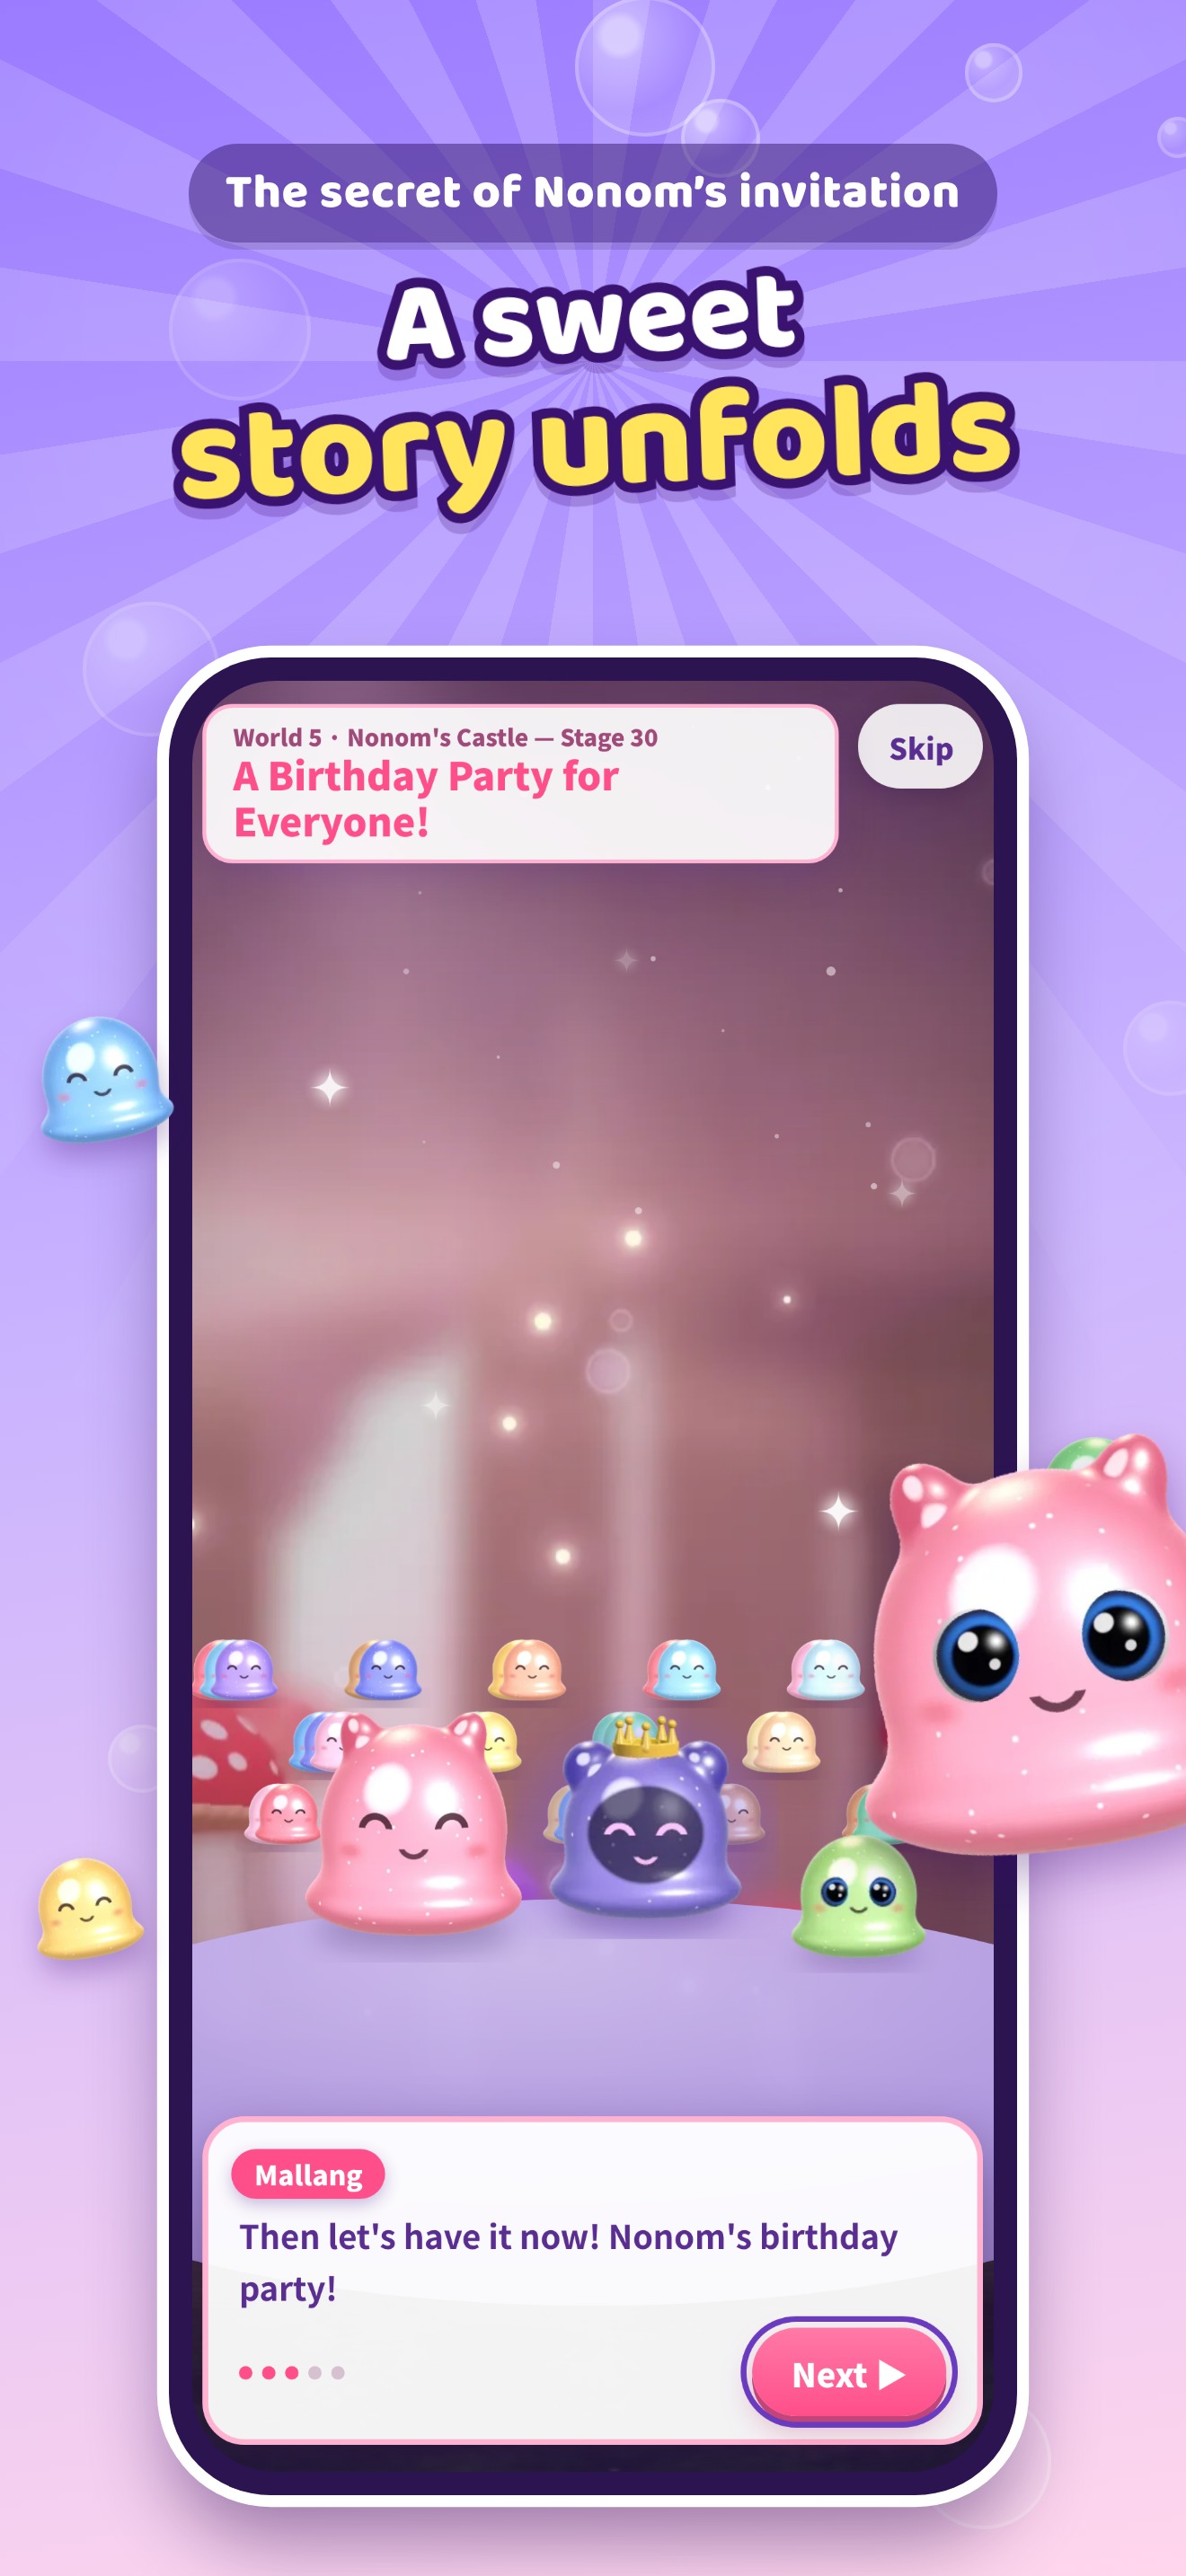 The secret of Nonom’s invitation
A sweet
story unfolds
World 5 · Nonom's Castle — Stage 30
A Birthday Party for
Everyone!
Skip
Mallang
Then let's have it now! Nonom's birthday
party!
Next ▶